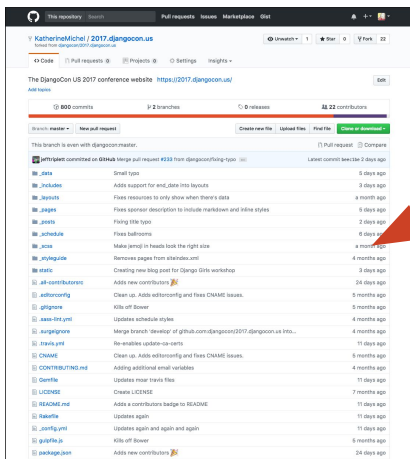 This repository Search Pull requests Issues Marketplace Gist
KatherineMichel / 2017.djangocon.us Unwatch 1 Star 0 Fork 22
forked from djangocon/2017.djangocon.us
Code Pull requests 0 Projects 0 Settings Insights
The DjangoCon US 2017 conference website https://2017.djangocon.us/ Edit
Add topics
800 commits 2 branches 0 releases 22 contributors
Branch: master New pull request Create new file Upload files Find file Clone or download
This branch is even with djangocon:master. Pull request Compare
jefftriplett committed on GitHub Merge pull request #233 from djangocon/fixing-typo Latest commit 2 days ago
_data Small typo 5 days ago
_includes Adds support for end_date into layouts 3 days ago
_layouts Fixes resources to only show when there's data a month ago
_pages Fixes sponsor description to include markdown and inline styles 5 days ago
_posts Fixing title typo 2 days ago
_schedule Fixes ballrooms 6 days ago
_scss Make jemoji in heads look the right size a month ago
_styleguide Removes pages from siteindex.xml 4 months ago
static Creating new blog post for Django Girls workshop 3 days ago
.all-contributorsrc Adds new contributors 🎉 24 days ago
.editorconfig Clean up. Adds editorconfig and fixes CNAME issues. 5 months ago
.gitignore Kills off Bower 5 months ago
.sass-lint.yml Updates schedule styles 4 months ago
.surgeignore Merge branch 'develop' of github.com:djangocon/2017.djangocon.us into... 4 months ago
.travis.yml Re-enables update-ca-certs 11 days ago
CNAME Clean up. Adds editorconfig and fixes CNAME issues. 5 months ago
CONTRIBUTING.md Adding additional email variables 4 months ago
Gemfile Updates moar travis files 11 days ago
LICENSE Create LICENSE 7 months ago
README.md Adds a contributors badge to README 24 days ago
Rakefile Updates again 11 days ago
_config.yml Updates again and again and again 11 days ago
gulpfile.js Kills off Bower 5 months ago
package.json Adds new contributors 🎉 24 days ago